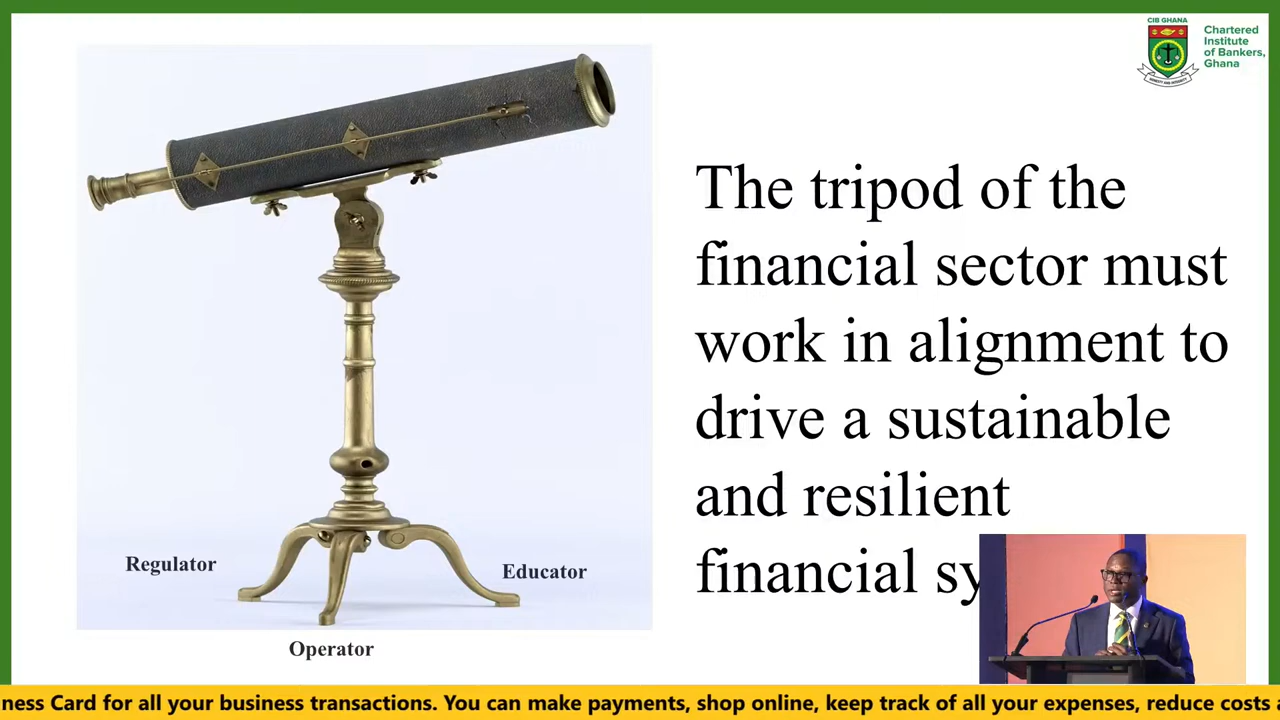 CIB GHANA
Chartered
Institute
of Bankers,
Ghana
The tripod of the
financial sector must
work in alignment to
drive a sustainable
and resilient
financial sy
Regulator
Educator
Operator
ness Card for all your business transactions. You can make payments, shop online, keep track of all your expenses, reduce costs a